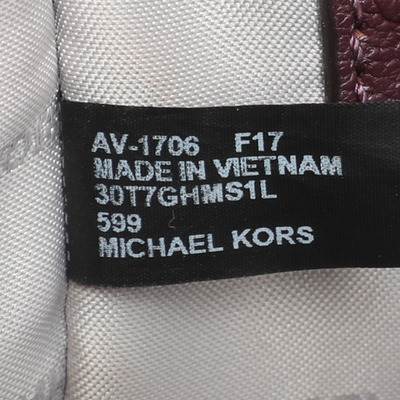 AV-1706 F17
MADE IN VIETNAM
30T7GHMS1L
599
MICHAEL KORS